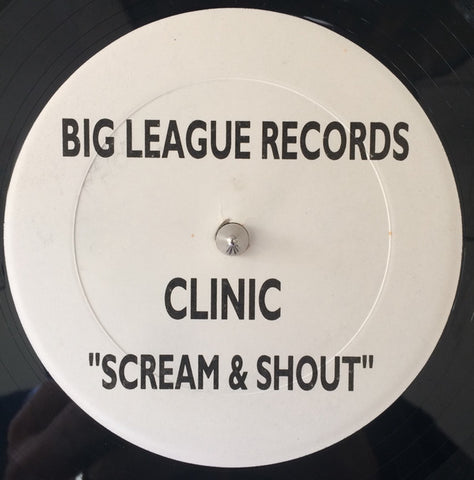 BIG LEAGUE RECORDS
CLINIC
"SCREAM & SHOUT"